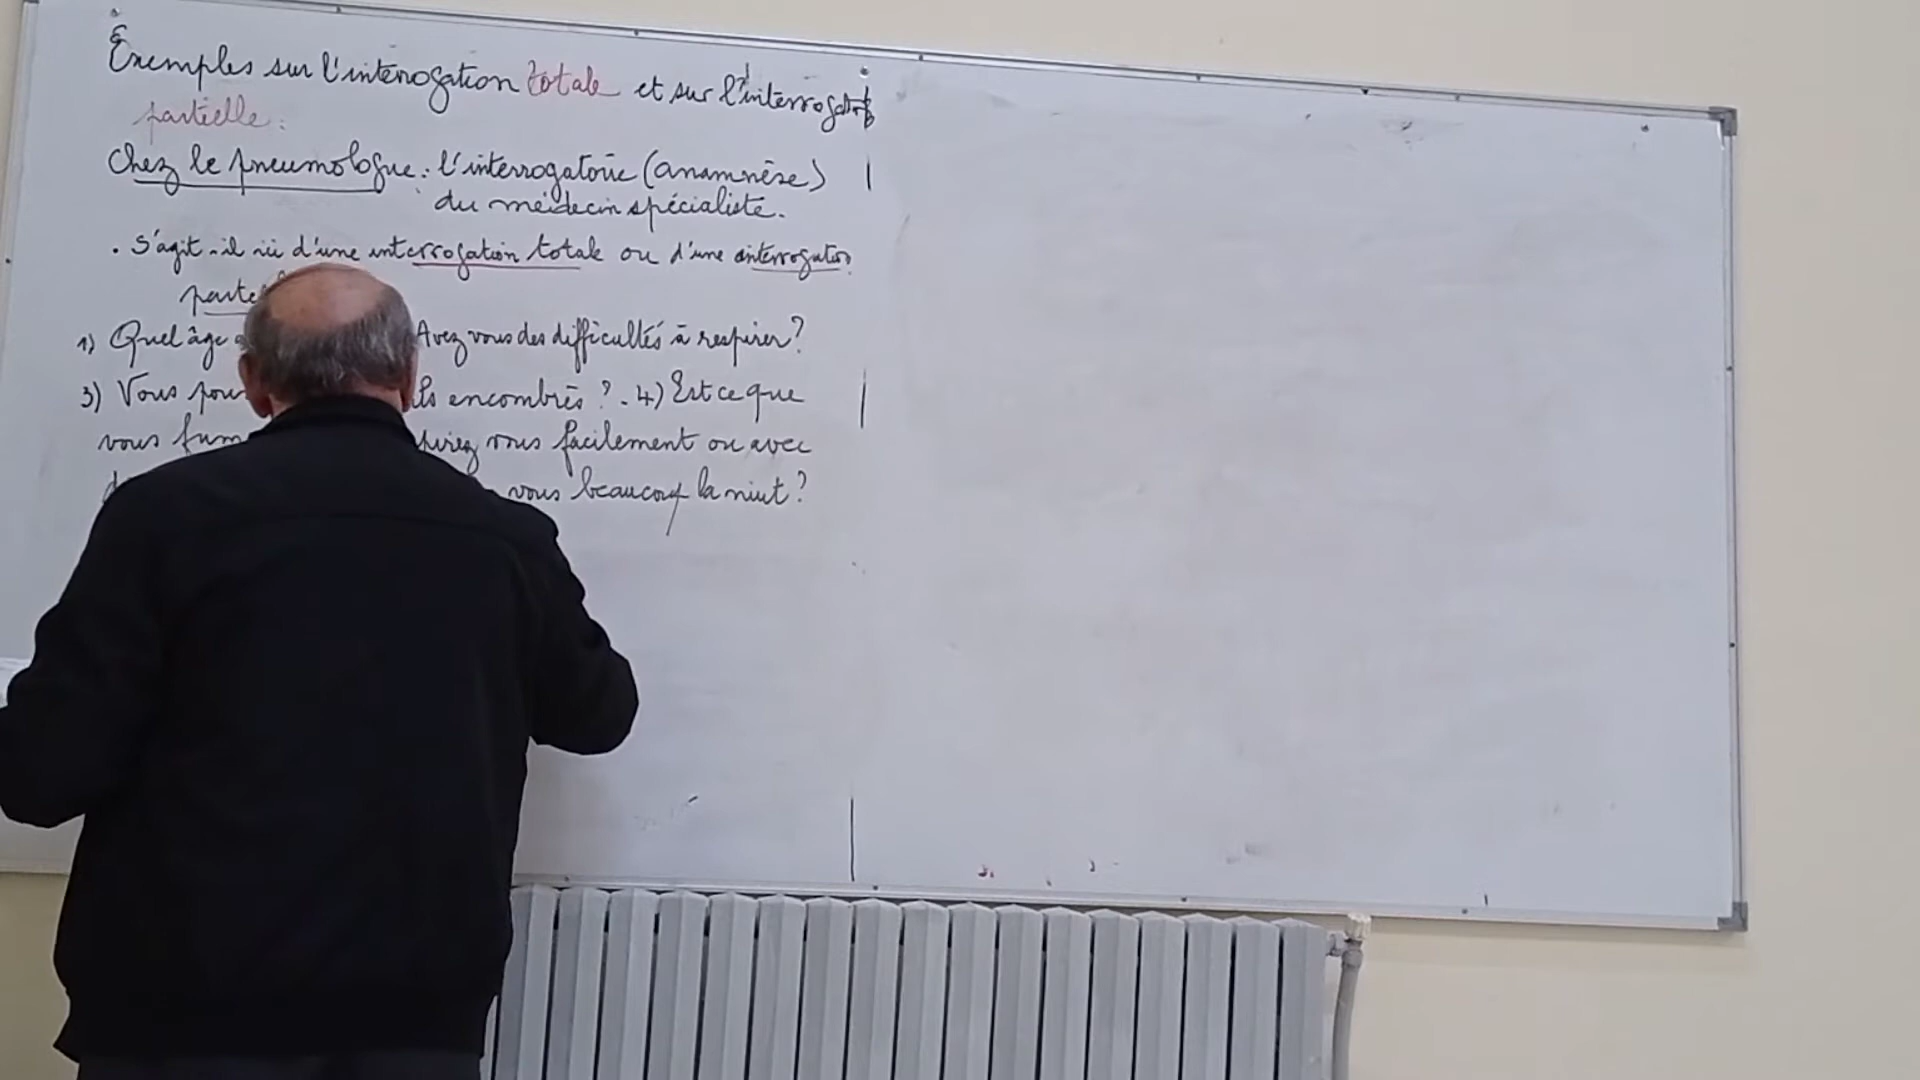 Exemples sur l'interrogation totale et sur l'interrogation
partielle :
Chez le pneumologue : l'interrogatoire (anamnèse)
du médecin spécialiste.
. S'agit-il ici d'une interrogation totale ou d'une interrogation
1) Quel âge Avez vous des difficultés à respirer ?
3) Vous encombrés ? - 4) Est ce que
vous vous facilement ou avec
vous beaucoup la niut ?